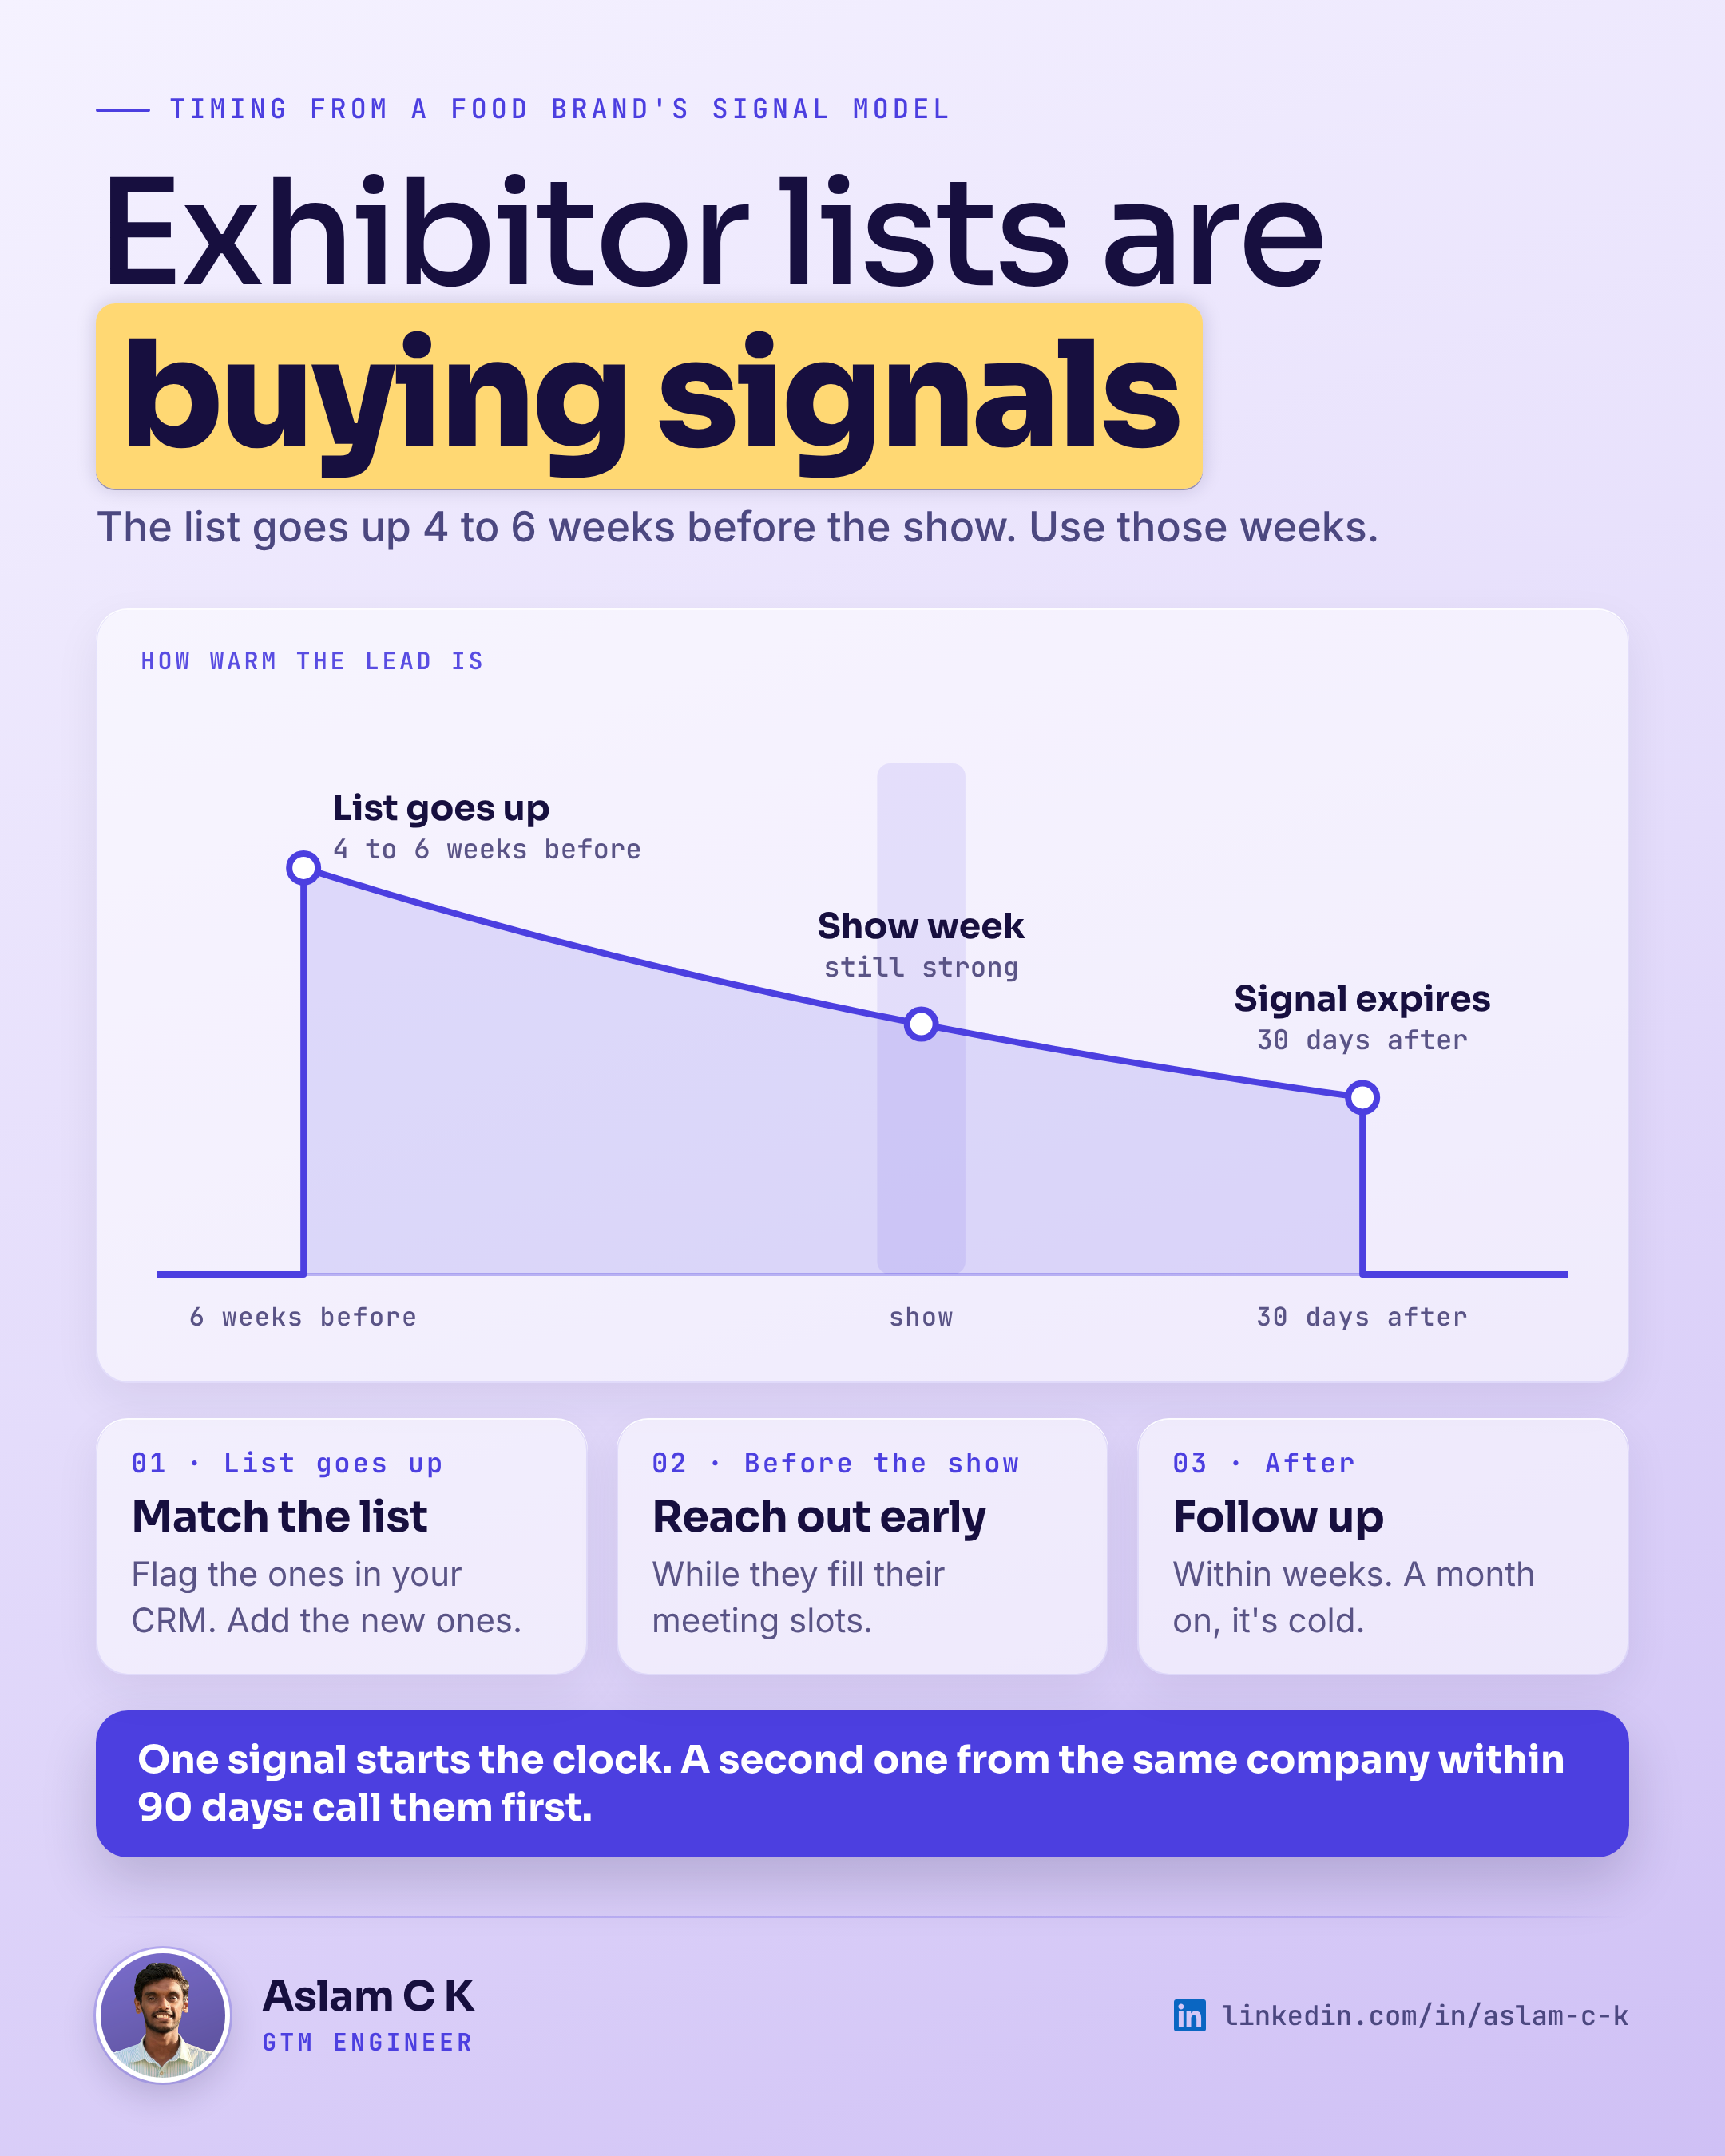 TIMING FROM A FOOD BRAND'S SIGNAL MODEL
Exhibitor lists are
buying signals
The list goes up 4 to 6 weeks before the show. Use those weeks.
HOW WARM THE LEAD IS
List goes up
4 to 6 weeks before
Show week
still strong
Signal expires
30 days after
6 weeks before
show
30 days after
01 · List goes up
Match the list
Flag the ones in your
CRM. Add the new ones.
02 · Before the show
Reach out early
While they fill their
meeting slots.
03 · After
Follow up
Within weeks. A month
on, it's cold.
One signal starts the clock. A second one from the same company within
90 days: call them first.
Aslam C K
GTM ENGINEER
in
linkedin.com/in/aslam-c-k